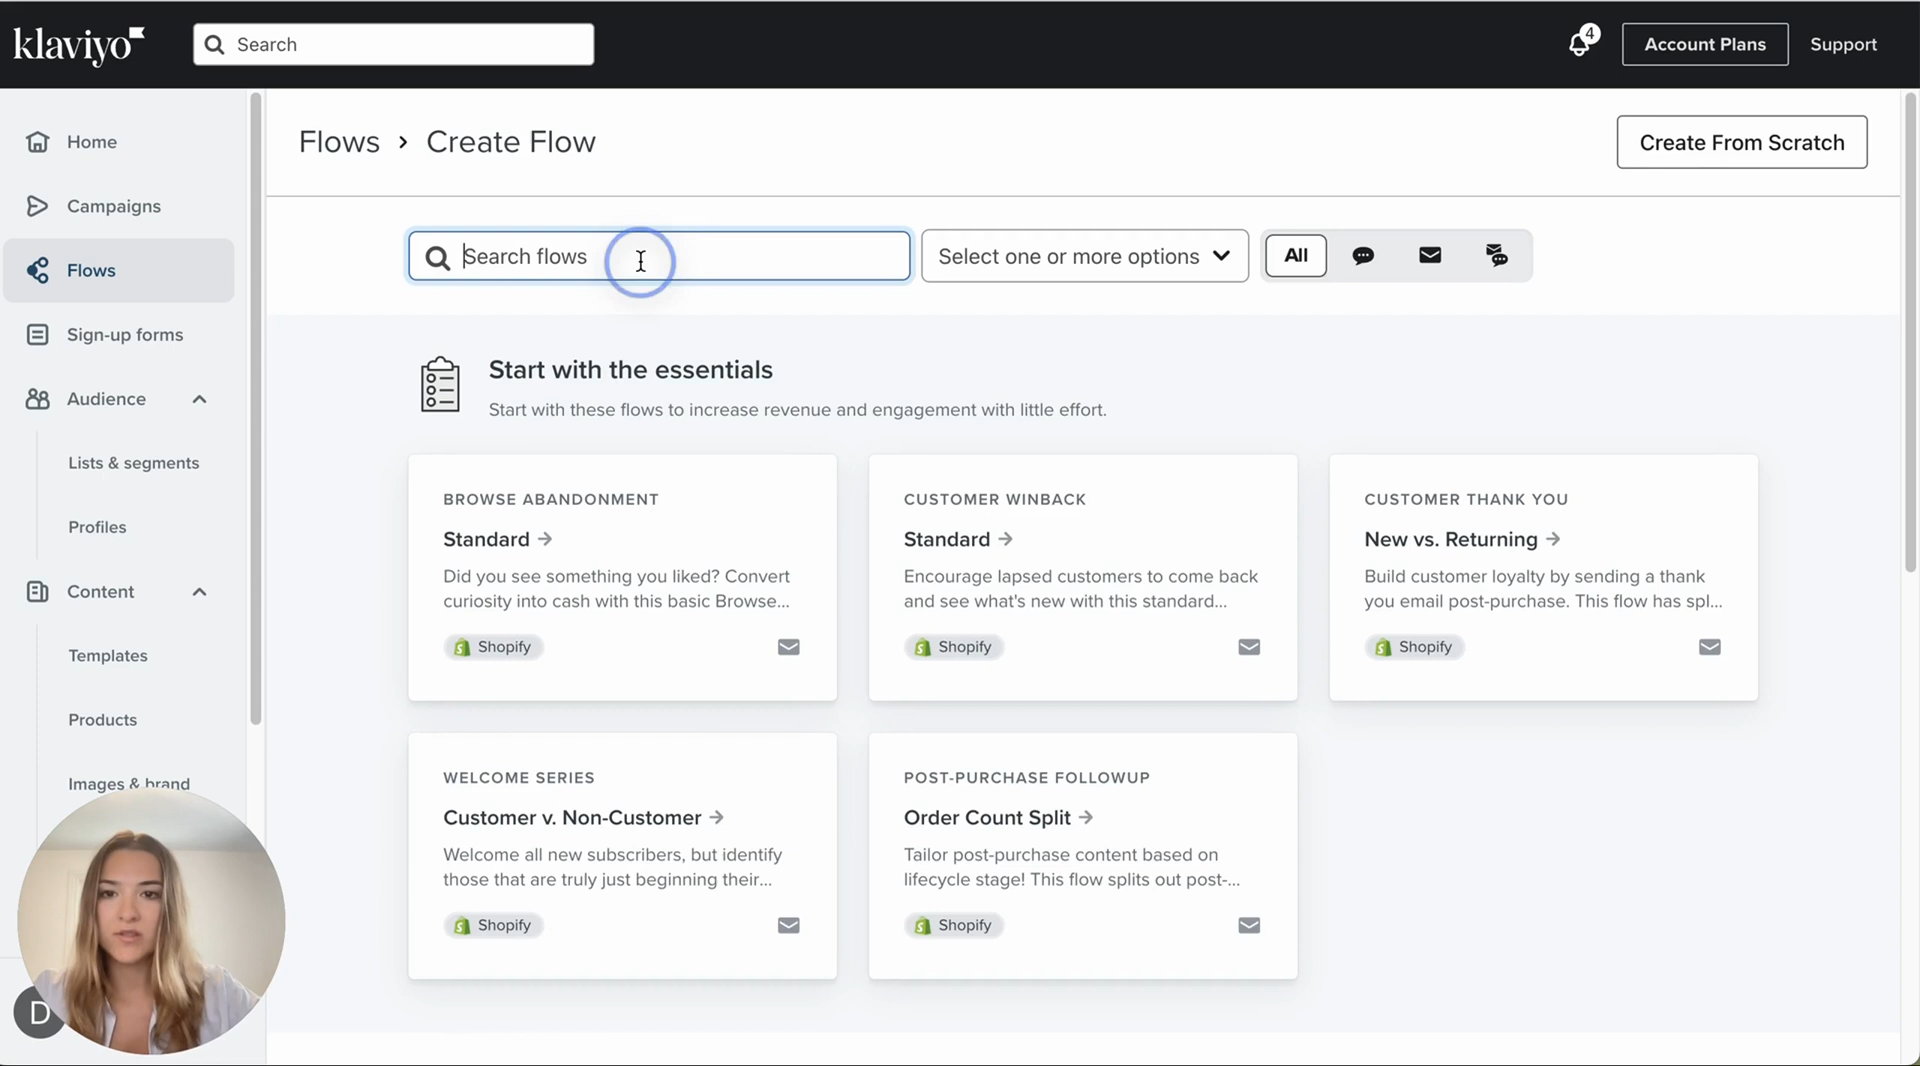 klaviyo
Search
4
Account Plans
Support
Home
Campaigns
Flows
Sign-up forms
Audience
Lists & segments
Profiles
Content
Templates
Products
Images & brand
D
Flows › Create Flow
Create From Scratch
Search flows
Select one or more options
All
Start with the essentials
Start with these flows to increase revenue and engagement with little effort.
BROWSE ABANDONMENT
Standard →
Did you see something you liked? Convert
curiosity into cash with this basic Browse...
Shopify
CUSTOMER WINBACK
Standard →
Encourage lapsed customers to come back
and see what's new with this standard...
Shopify
CUSTOMER THANK YOU
New vs. Returning →
Build customer loyalty by sending a thank
you email post-purchase. This flow has spl...
Shopify
WELCOME SERIES
Customer v. Non-Customer →
Welcome all new subscribers, but identify
those that are truly just beginning their...
Shopify
POST-PURCHASE FOLLOWUP
Order Count Split →
Tailor post-purchase content based on
lifecycle stage! This flow splits out post-...
Shopify